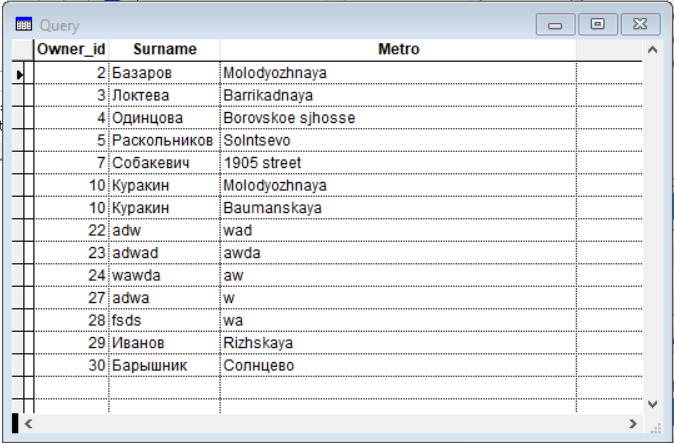 Query
Owner_id Surname Metro
2 Базаров Molodyozhnaya
3 Локтева Barrikadnaya
4 Одинцова Borovskoe sjhosse
5 Раскольников Solntsevo
7 Собакевич 1905 street
10 Куракин Molodyozhnaya
10 Куракин Baumanskaya
22 adw wad
23 adwad awda
24 wawda aw
27 adwa w
28 fsds wa
29 Иванов Rizhskaya
30 Барышник Солнцево